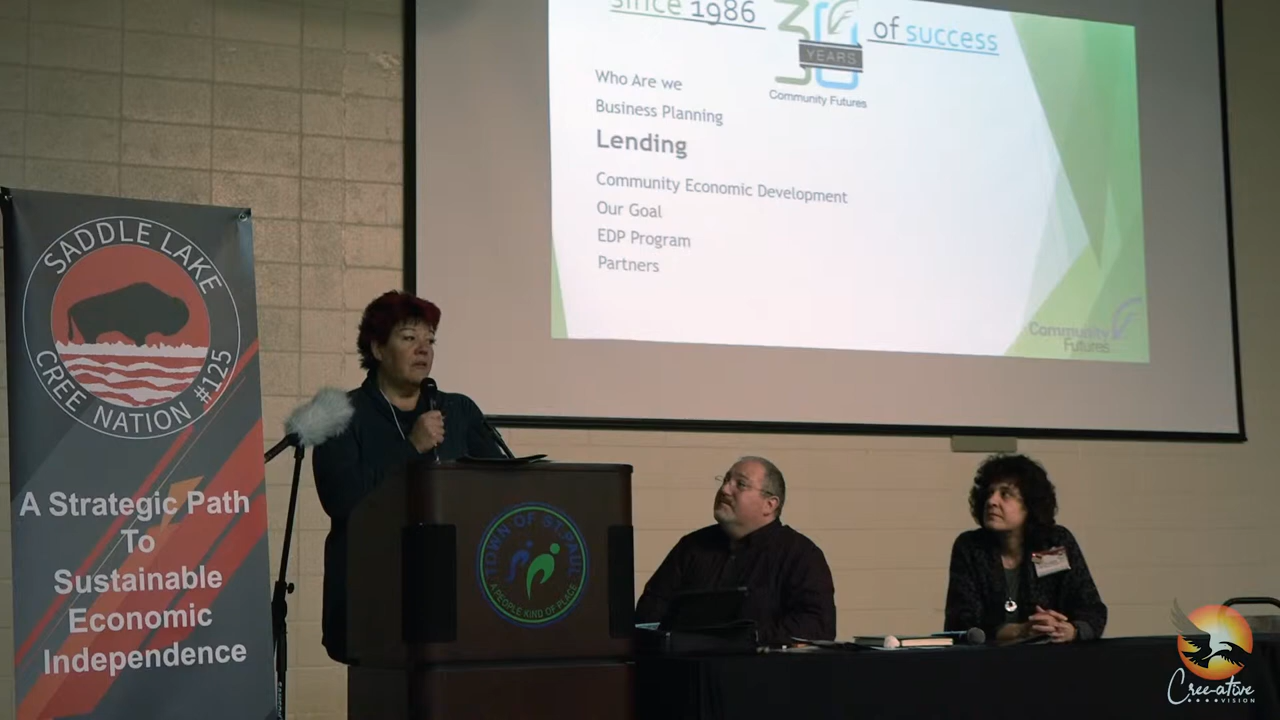 since 1986
30
YEARS
of success
Community Futures
Who Are we
Business Planning
Lending
Community Economic Development
Our Goal
EDP Program
Partners
Community
Futures
SADDLE LAKE
CREE NATION #125
A Strategic Path
To
Sustainable
Economic
Independence
TOWN OF ST. PAUL
A PEOPLE KIND OF PLACE
Cree-ative
VISION